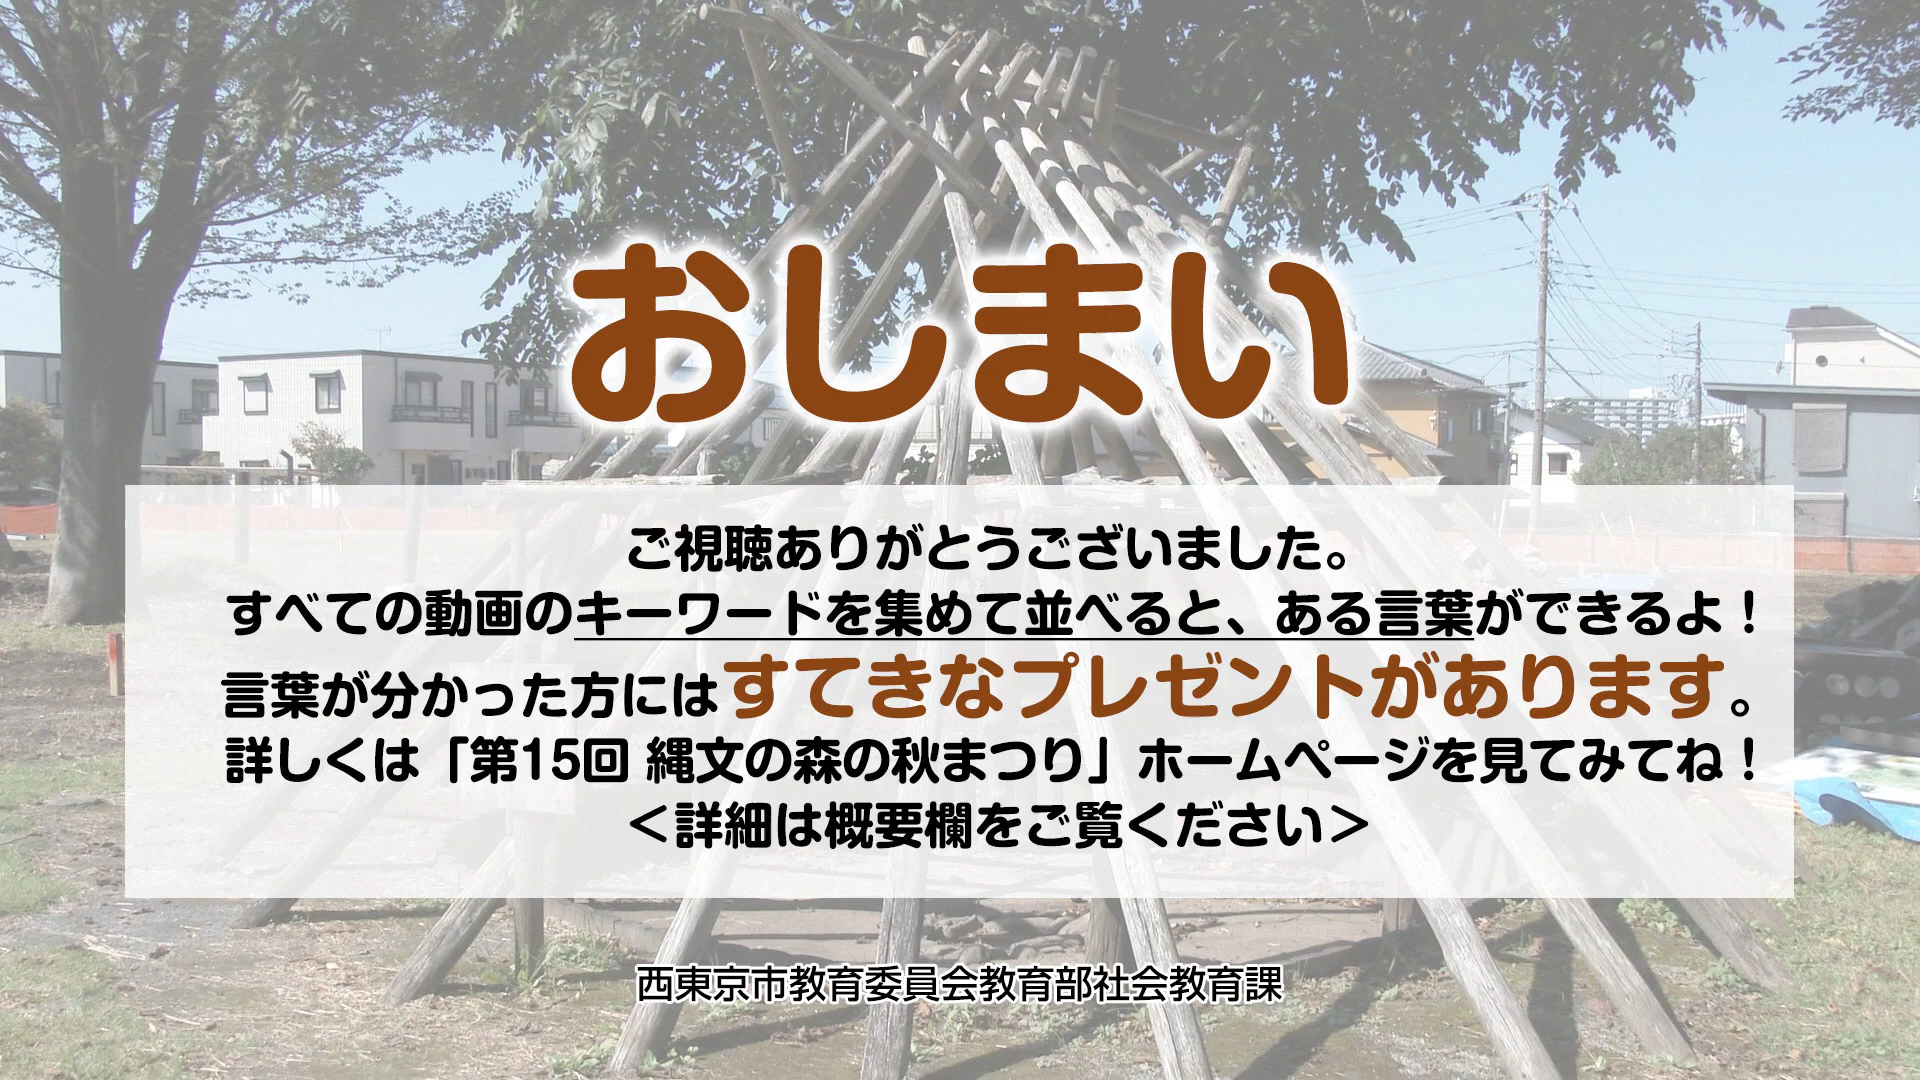 おしまい
ご視聴ありがとうございました。
すべての動画のキーワードを集めて並べると、ある言葉ができるよ！
言葉が分かった方にはすてきなプレゼントがあります。
詳しくは「第15回 縄文の森の秋まつり」ホームページを見てみてね！
＜詳細は概要欄をご覧ください＞
西東京市教育委員会教育部社会教育課